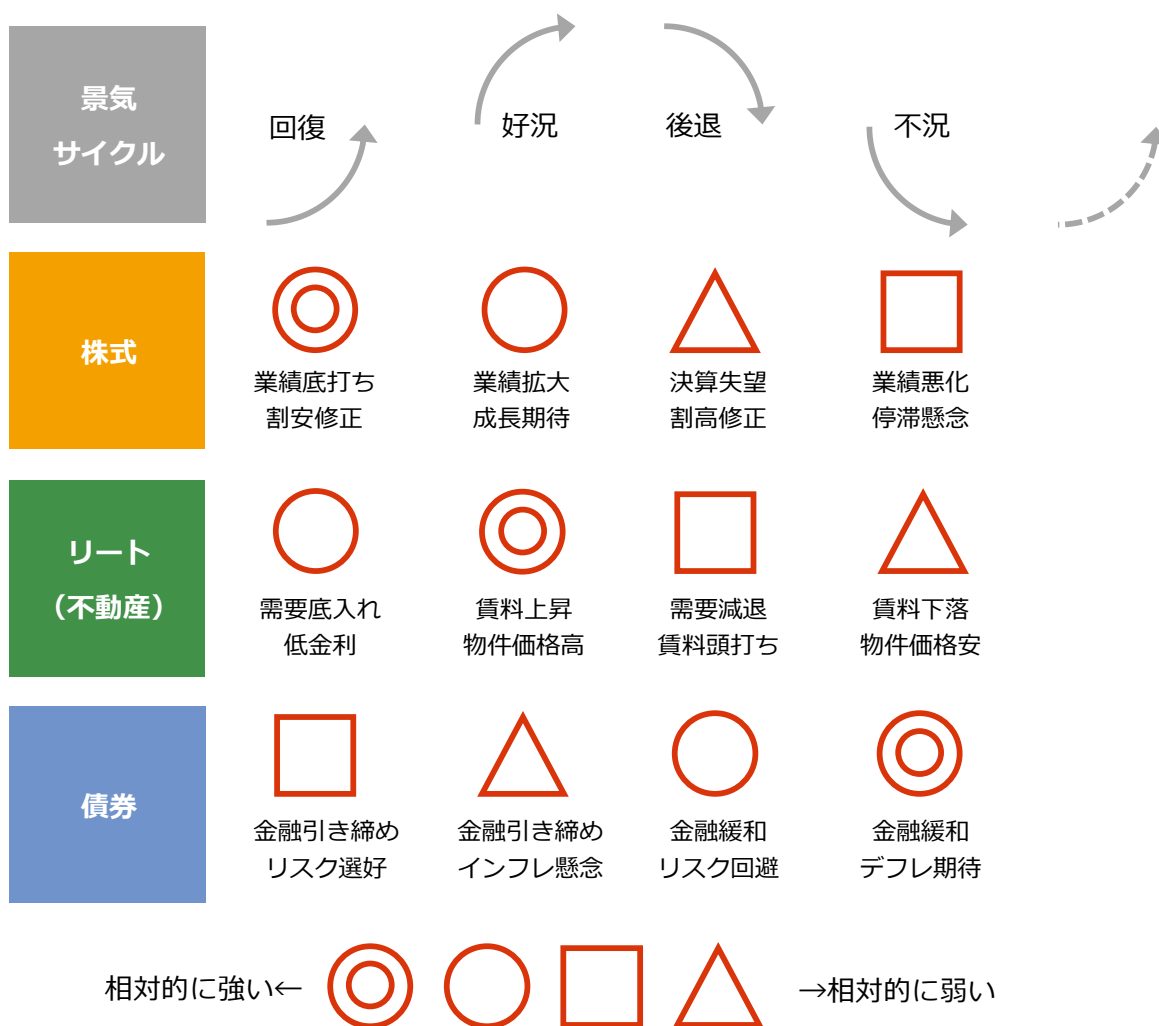 景気
サイクル
回復
好況
後退
不況
株式
業績底打ち
割安修正
業績拡大
成長期待
決算失望
割高修正
業績悪化
停滞懸念
リート
（不動産）
需要底入れ
低金利
賃料上昇
物件価格高
需要減退
賃料頭打ち
賃料下落
物件価格安
債券
金融引き締め
リスク選好
金融引き締め
インフレ懸念
金融緩和
リスク回避
金融緩和
デフレ期待
相対的に強い←
→相対的に弱い